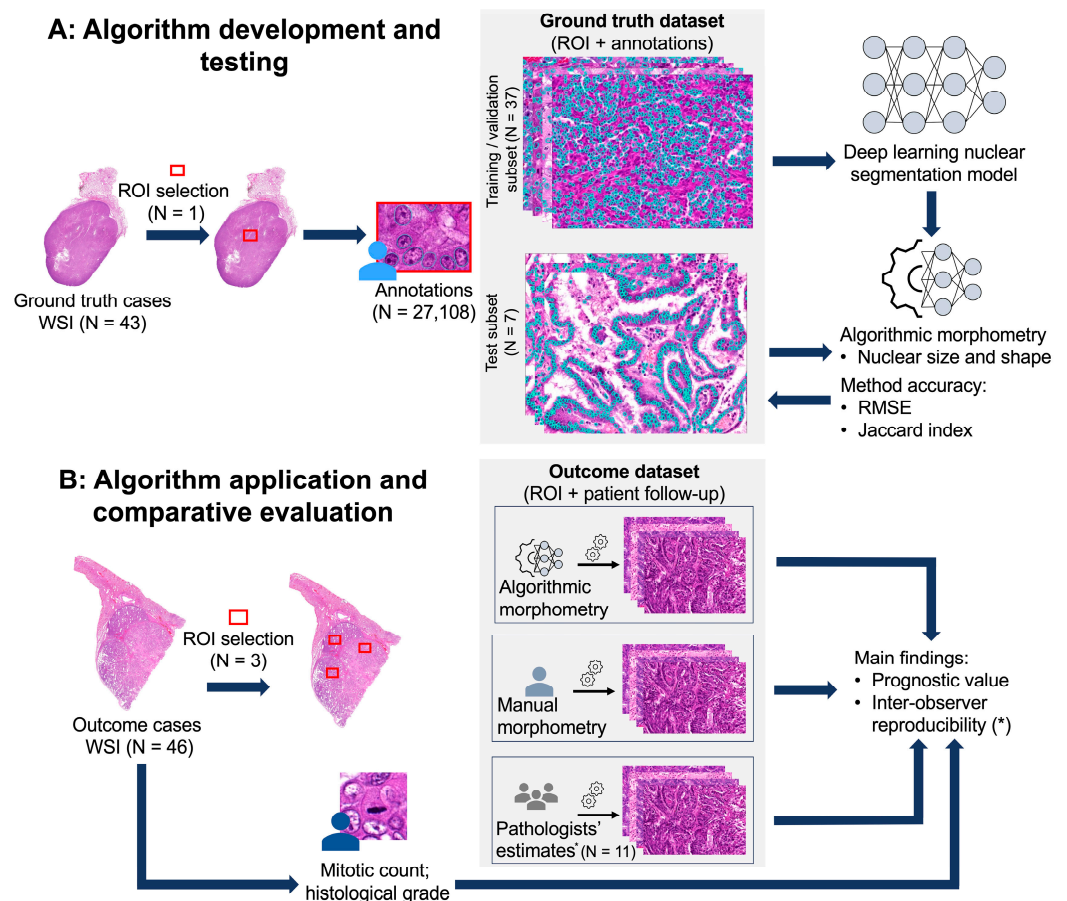 A: Algorithm development and
testing
ROI selection
(N = 1)
Ground truth cases
WSI (N = 43)
Annotations
(N = 27,108)
Ground truth dataset
(ROI + annotations)
Training / validation
subset (N = 37)
Test subset
(N = 7)
Deep learning nuclear
segmentation model
Algorithmic morphometry
• Nuclear size and shape
Method accuracy:
• RMSE
• Jaccard index
B: Algorithm application and
comparative evaluation
ROI selection
(N = 3)
Outcome cases
WSI (N = 46)
Mitotic count;
histological grade
Outcome dataset
(ROI + patient follow-up)
Algorithmic
morphometry
Manual
morphometry
Pathologists'
estimates* (N = 11)
Main findings:
• Prognostic value
• Inter-observer
reproducibility (*)